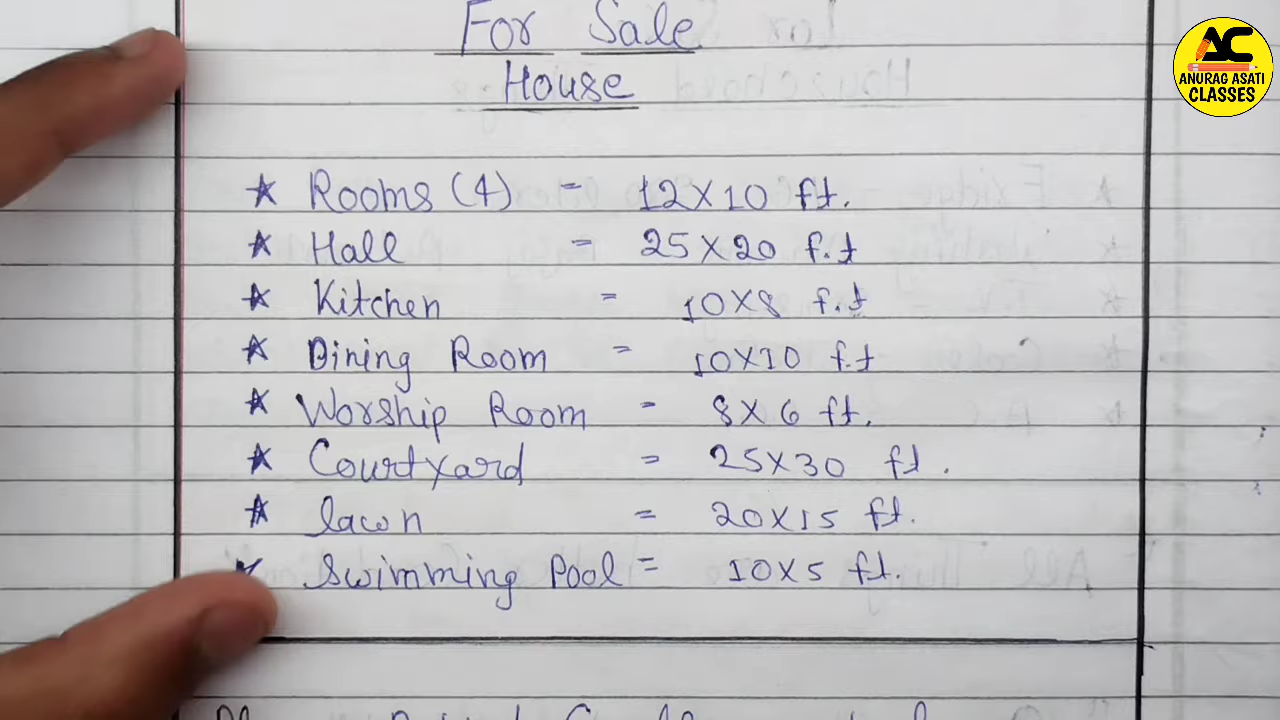 For Sale
House
★ Rooms (4) = 12X10 ft.
★ Hall = 25X20 f.t
★ Kitchen = 10X8 f.t
★ Dining Room = 10X10 f.t
★ Worship Room = 8X6 ft.
★ Courtyard = 25X30 ft.
★ lawn = 20X15 ft.
★ Swimming Pool = 10X5 ft.
AC
ANURAG ASATI
CLASSES